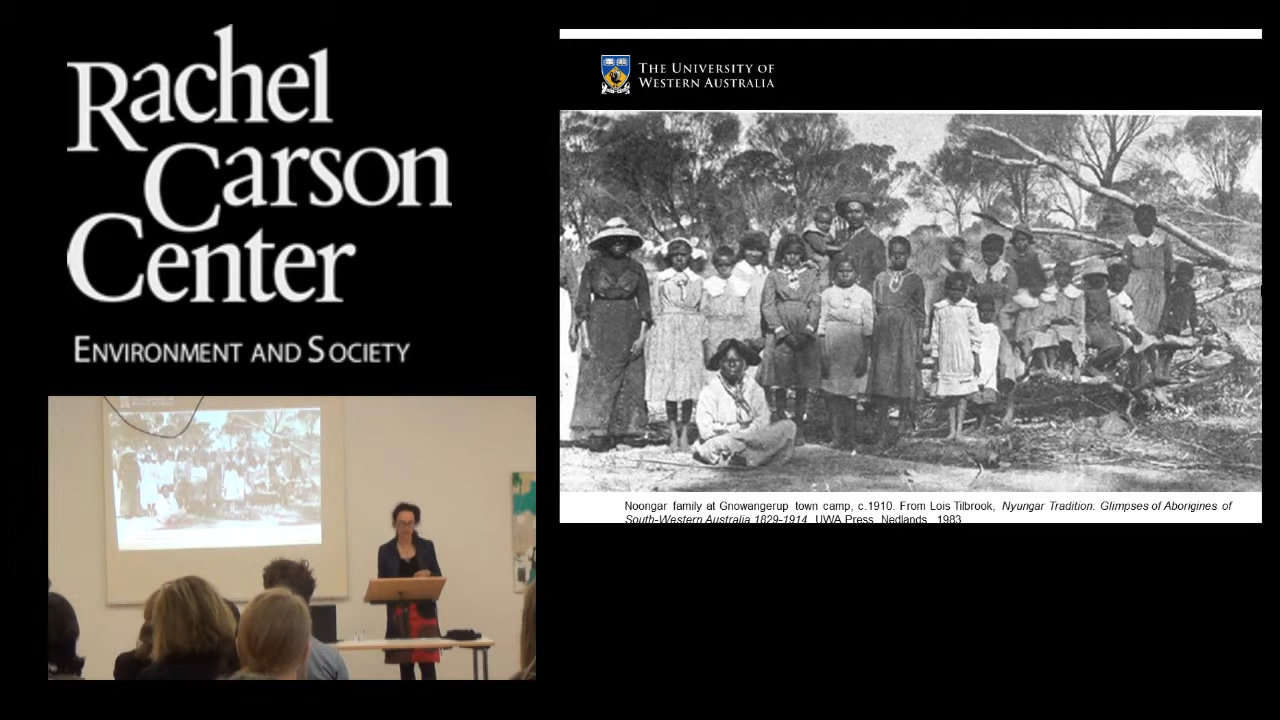 Rachel
Carson
Center
ENVIRONMENT AND SOCIETY
THE UNIVERSITY OF
WESTERN AUSTRALIA
Noongar family at Gnowangerup town camp, c.1910. From Lois Tilbrook, Nyungar Tradition: Glimpses of Aborigines of
South-Western Australia 1829-1914, UWA Press, Nedlands, 1983